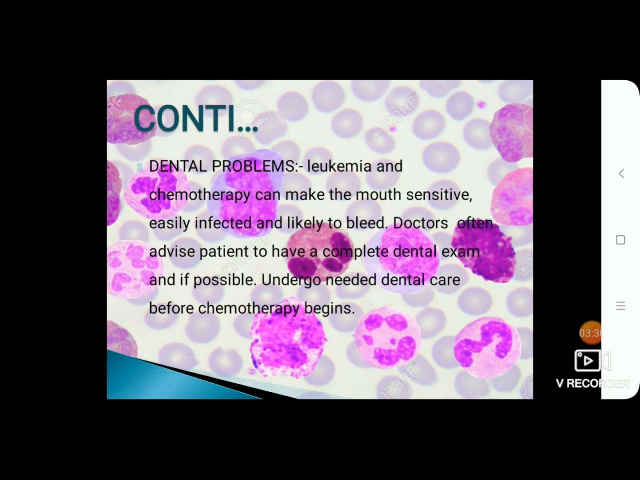 CONTI...
DENTAL PROBLEMS:- leukemia and
chemotherapy can make the mouth sensitive,
easily infected and likely to bleed. Doctors often
advise patient to have a complete dental exam
and if possible. Undergo needed dental care
before chemotherapy begins.
03:30
V RECORDER